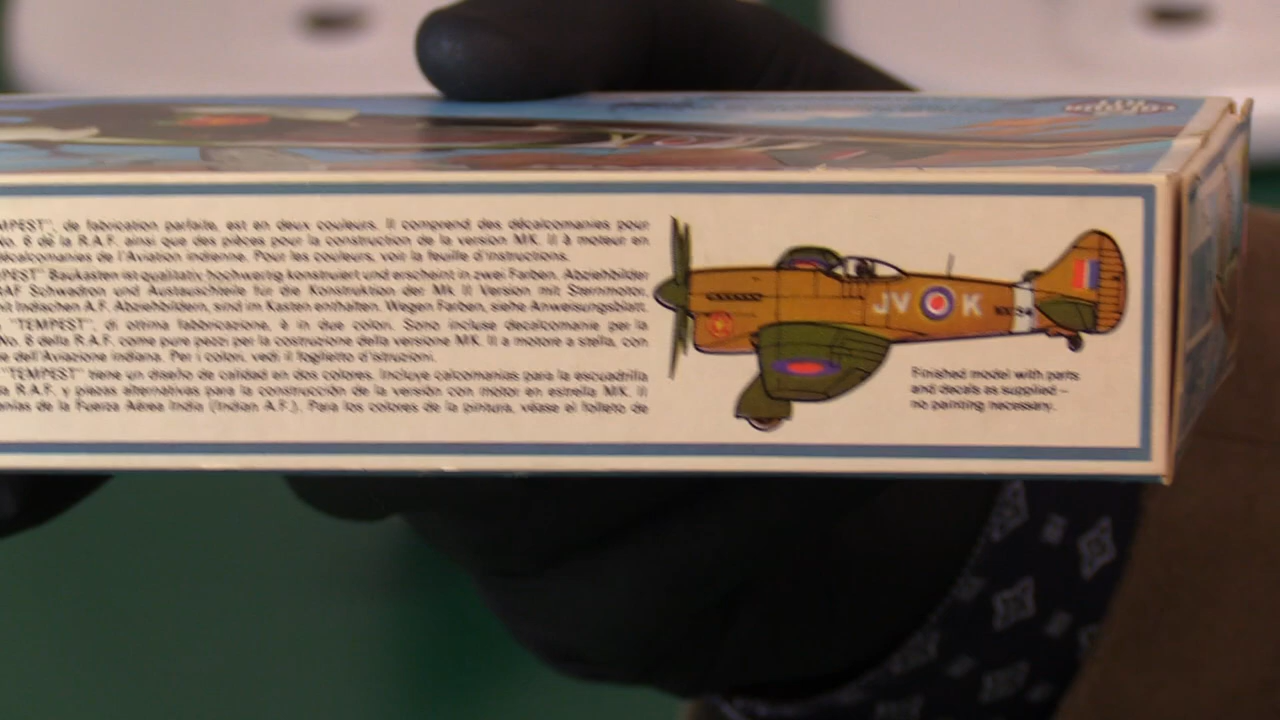 MPEST", de fabrication parfaite, est en deux couleurs. Il comprend des décalcomanies pour
No. 6 de la R.A.F. ainsi que des pièces pour la construction de la version MK. II à moteur en
calcomanies de l'Aviation indienne. Pour les couleurs, voir la feuille d'instructions.
PEST" Baukasten ist qualitativ hochwertig konstruiert und erscheint in zwei Farben. Abziehbilder
RAF Schwadron und Austauschteile für die Konstruktion der Mk II Version mit Sternmotor.
it Indischen A.F. Abziehbildern, sind im Kasten enthalten. Wegen Farben, siehe Anweisungsblatt.
"TEMPEST", di ottima fabbricazione, è in due colori. Sono incluse decalcomanie per la
No. 6 della R.A.F. come pure pezzi per la costruzione della versione MK. II a motore a stella, con
e dell'Aviazione indiana. Per i colori, vedi il foglietto d'istruzioni.
"TEMPEST" tiene un diseño de calidad en dos colores. Incluye calcomanías para la escuadrilla
a R.A.F. y piezas alternativas para la construcción de la versión con motor en estrella MK. II
nías de la Fuerza Aérea India (Indian A.F.). Para los colores de la pintura, véase el folleto de
JV K
Finished model with parts
and decals as supplied –
no painting necessary.